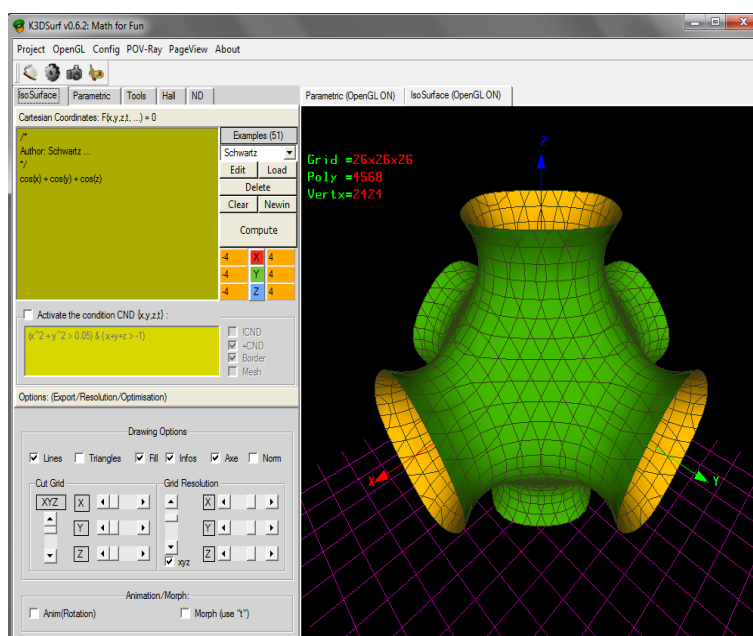 K3DSurf v0.6.2: Math for Fun
Project OpenGL Config POV-Ray PageView About
IsoSurface Parametric Tools Hall ND
Cartesian Coordinates: F(x,y,z,t, ...) = 0
/*
Author: Schwartz ...
*/
cos(x) + cos(y) + cos(z)
Examples (51)
Schwartz
Edit Load
Delete
Clear Newin
Compute
-4 X 4
-4 Y 4
-4 Z 4
Activate the condition CND {x,y,z,t} :
(x^2 + y^2 > 0.05) & (x+y+z > -1)
!CND
+CND
Border
Mesh
Options: (Export/Resolution/Optimisation)
Drawing Options
Lines Triangles Fill Infos Axe Norm
Cut Grid
XYZ X
Y
Z
Grid Resolution
X
Y
Z
xyz
Animation/Morph:
Anim(Rotation) Morph (use "t")
Parametric (OpenGL ON) IsoSurface (OpenGL ON)
Grid =26x26x26
Poly =4568
Vertx=2424
Z
X
Y